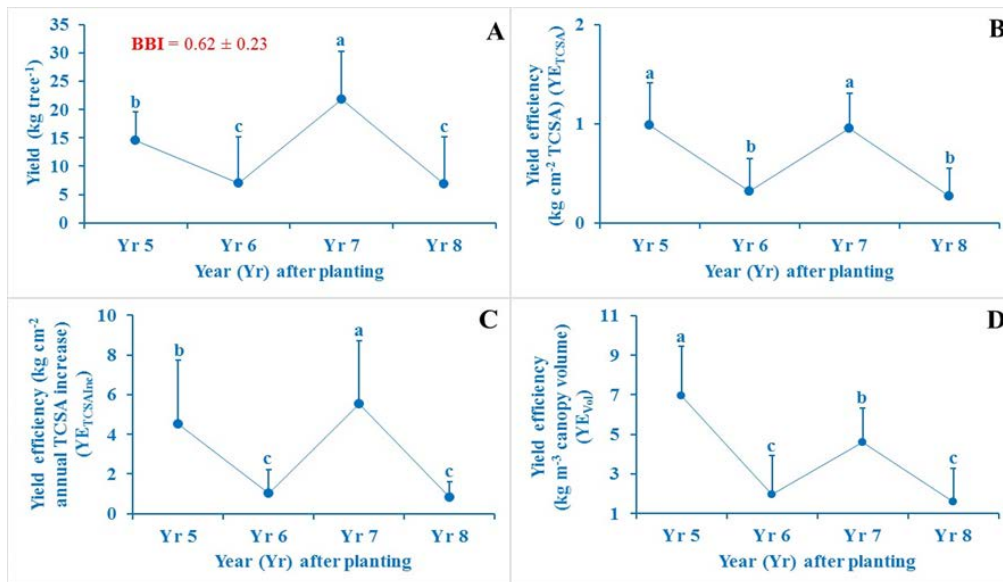 A
BBI = 0.62 ± 0.23
Yield (kg tree⁻¹)
35
30
25
20
15
10
5
0
b
c
a
c
Yr 5
Yr 6
Yr 7
Yr 8
Year (Yr) after planting
B
Yield efficiency
(kg cm⁻² TCSA) (YE_TCSA)
2
1
0
a
b
a
b
Yr 5
Yr 6
Yr 7
Yr 8
Year (Yr) after planting
C
Yield efficiency (kg cm⁻²
annual TCSA increase)
(YE_TCSAInc)
10
8
6
4
2
0
b
c
a
c
Yr 5
Yr 6
Yr 7
Yr 8
Year (Yr) after planting
D
Yield efficiency
(kg m⁻³ canopy volume)
(YE_Vol)
11
9
7
5
3
1
a
c
b
c
Yr 5
Yr 6
Yr 7
Yr 8
Year (Yr) after planting